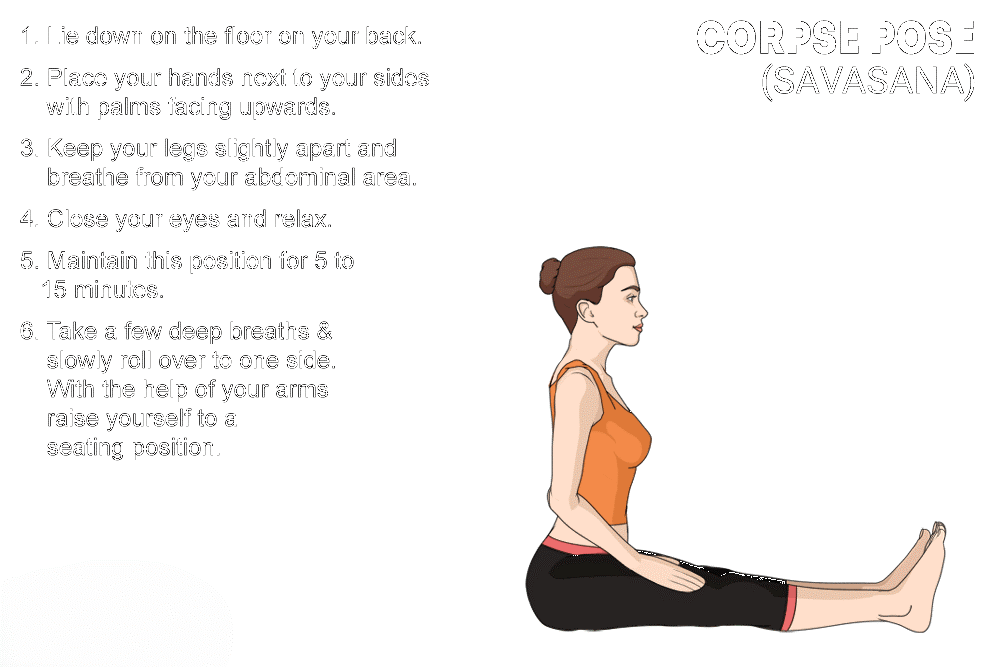 CORPSE POSE
(SAVASANA)
1. Lie down on the floor on your back.
2. Place your hands next to your sides
with palms facing upwards.
3. Keep your legs slightly apart and
breathe from your abdominal area.
4. Close your eyes and relax.
5. Maintain this position for 5 to
15 minutes.
6. Take a few deep breaths &
slowly roll over to one side.
With the help of your arms
raise yourself to a
seating position.